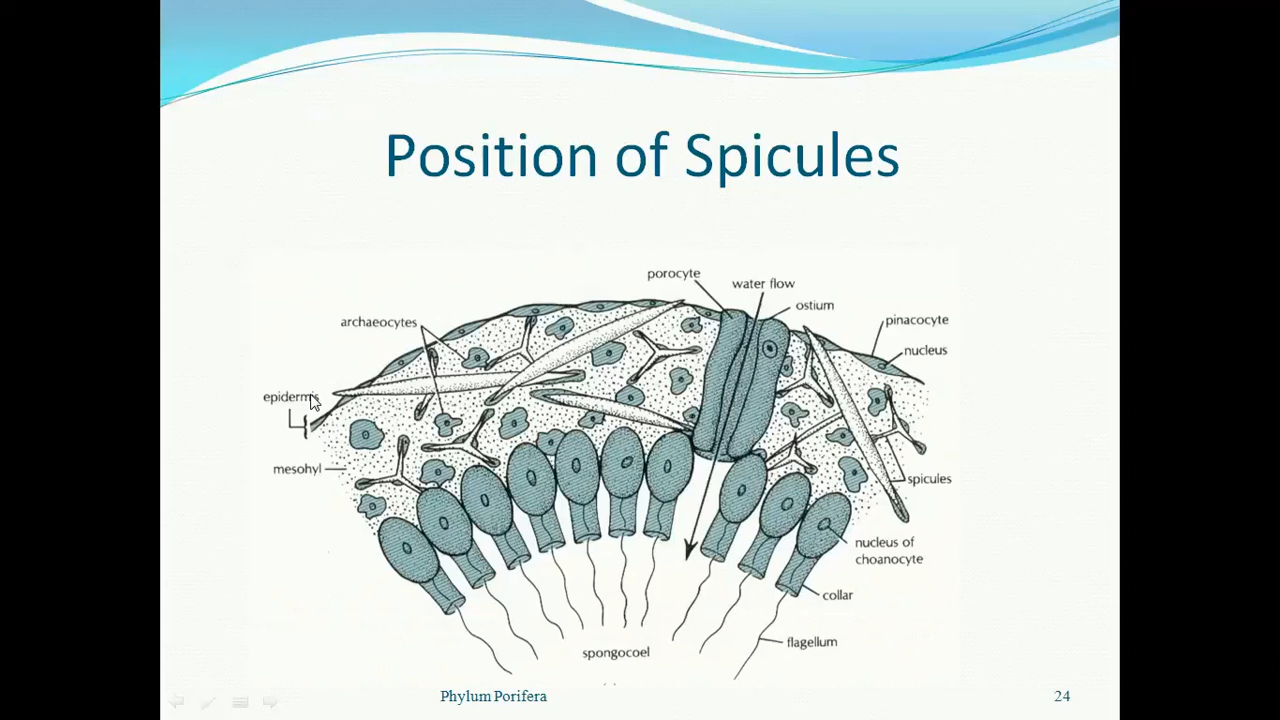 Position of Spicules
porocyte
water flow
ostium
archaeocytes
pinacocyte
nucleus
epidermis
mesohyl
spicules
nucleus of
choanocyte
collar
flagellum
spongocoel
Phylum Porifera
24